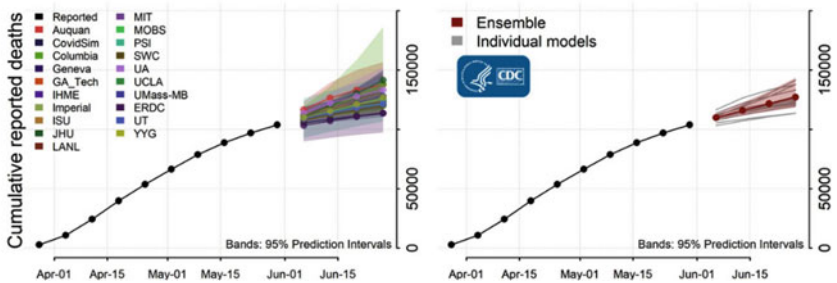 Cumulative reported deaths
Reported
Auquan
CovidSim
Columbia
Geneva
GA_Tech
IHME
Imperial
ISU
JHU
LANL
MIT
MOBS
PSI
SWC
UA
UCLA
UMass-MB
ERDC
UT
YYG
Bands: 95% Prediction Intervals
150000
50000
0
Apr-01 Apr-15 May-01 May-15 Jun-01 Jun-15
Ensemble
Individual models
CDC
Bands: 95% Prediction Intervals
150000
50000
0
Apr-01 Apr-15 May-01 May-15 Jun-01 Jun-15